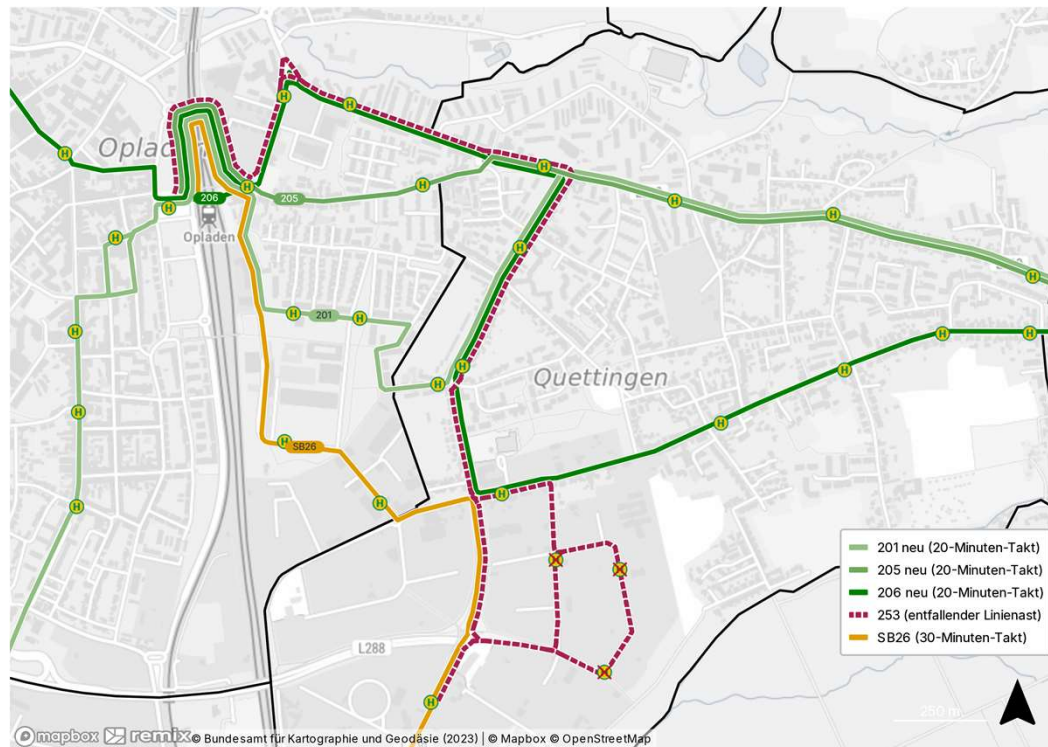 Opladen
206
205
Opladen
201
Quettingen
SB26
L288
201 neu (20-Minuten-Takt)
205 neu (20-Minuten-Takt)
206 neu (20-Minuten-Takt)
253 (entfallender Linienast)
SB26 (30-Minuten-Takt)
250 m
mapbox remix © Bundesamt für Kartographie und Geodäsie (2023) | © Mapbox © OpenStreetMap